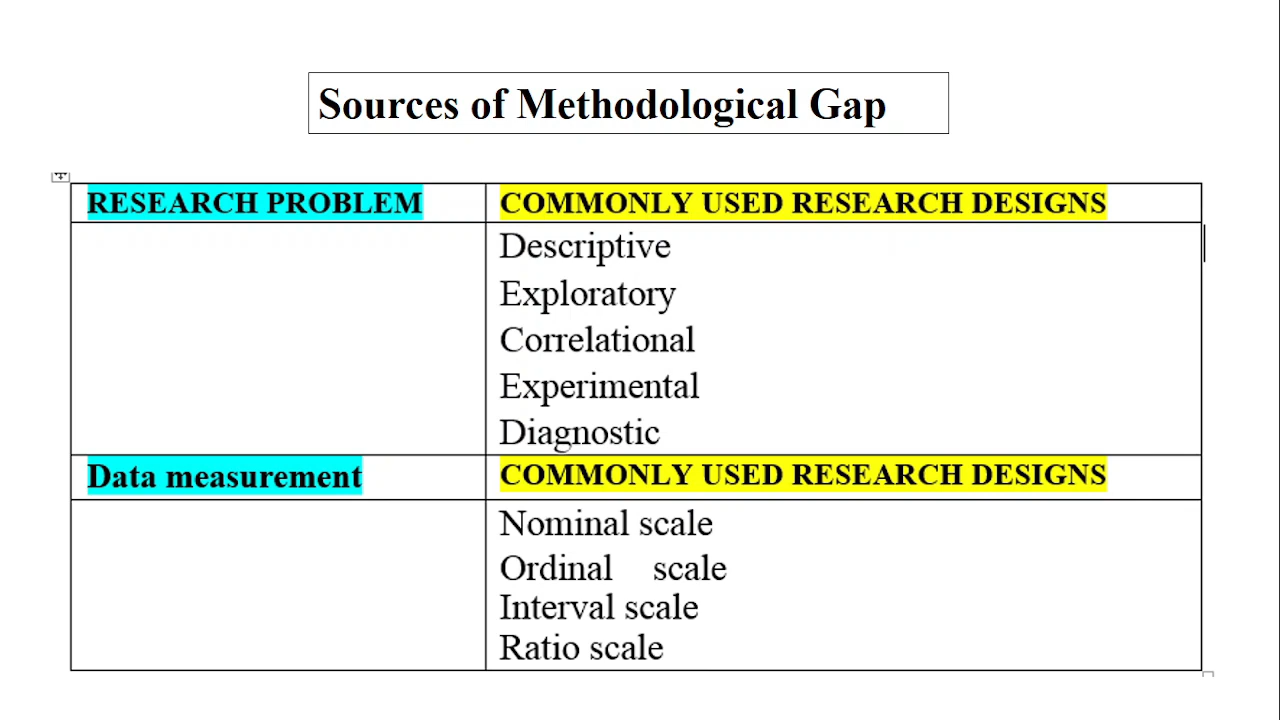 Sources of Methodological Gap
RESEARCH PROBLEM
COMMONLY USED RESEARCH DESIGNS
Descriptive
Exploratory
Correlational
Experimental
Diagnostic
Data measurement
COMMONLY USED RESEARCH DESIGNS
Nominal scale
Ordinal scale
Interval scale
Ratio scale